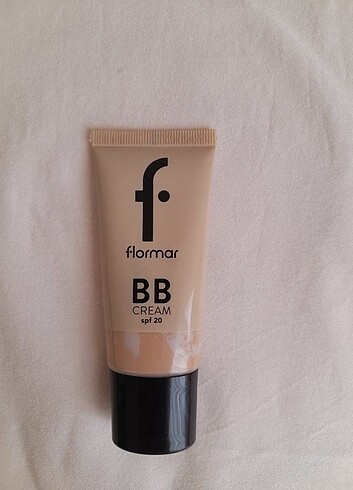 f
flormar
BB
CREAM
spf 20